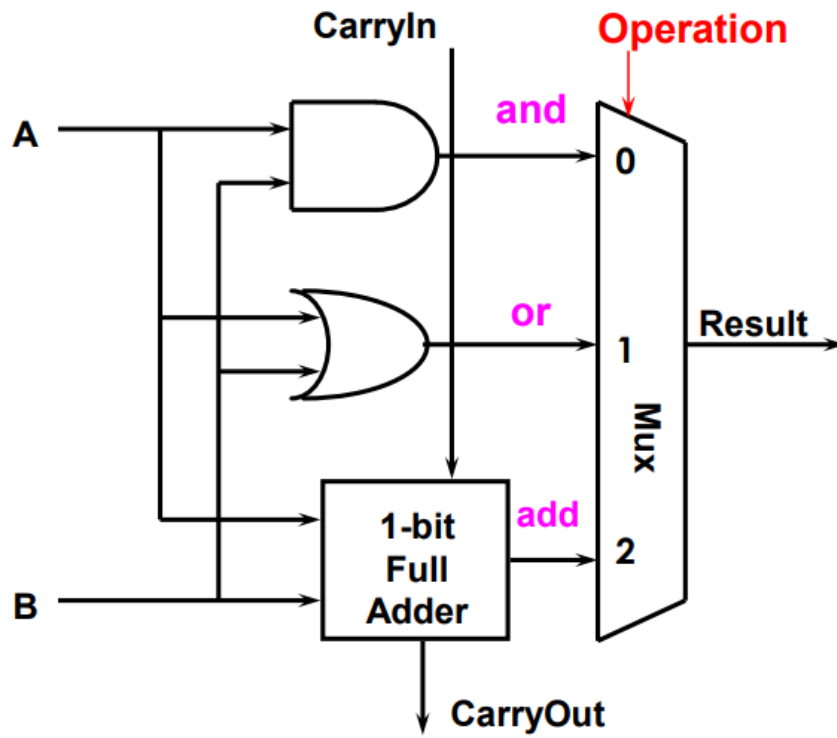 CarryIn
Operation
A
and
0
or
1
Result
Mux
1-bit
Full
Adder
add
2
B
CarryOut